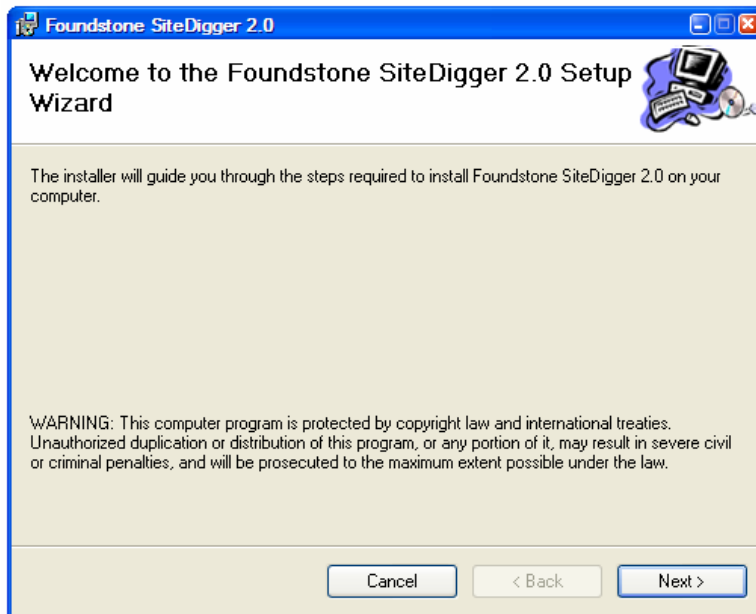 Foundstone SiteDigger 2.0
Welcome to the Foundstone SiteDigger 2.0 Setup
Wizard
The installer will guide you through the steps required to install Foundstone SiteDigger 2.0 on your
computer.
WARNING: This computer program is protected by copyright law and international treaties.
Unauthorized duplication or distribution of this program, or any portion of it, may result in severe civil
or criminal penalties, and will be prosecuted to the maximum extent possible under the law.
Cancel < Back Next >